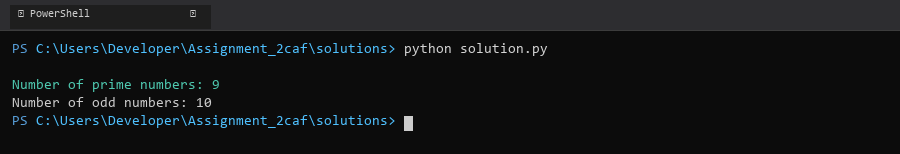 PowerShell
PS C:\Users\Developer\Assignment_2caf\solutions> python solution.py
Number of prime numbers: 9
Number of odd numbers: 10
PS C:\Users\Developer\Assignment_2caf\solutions>